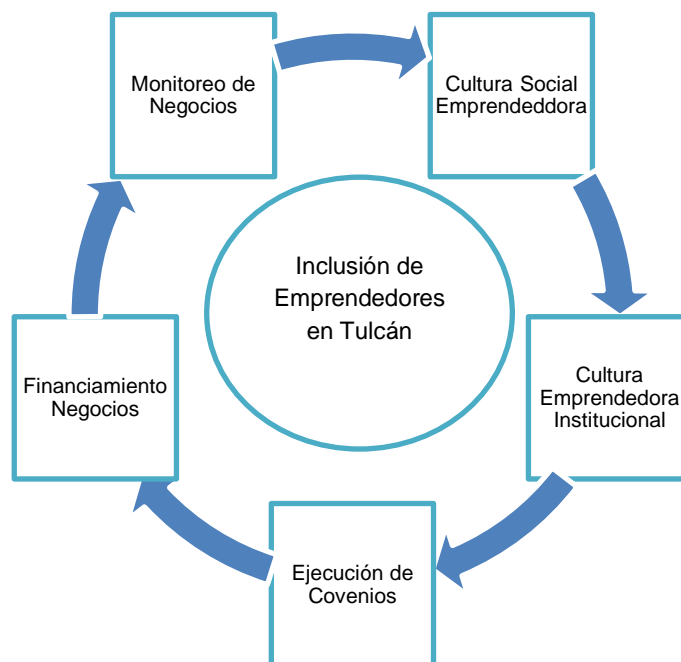 Monitoreo de
Negocios
Cultura Social
Emprendeddora
Inclusión de
Emprendedores
en Tulcán
Cultura
Emprendedora
Institucional
Financiamiento
Negocios
Ejecución de
Covenios